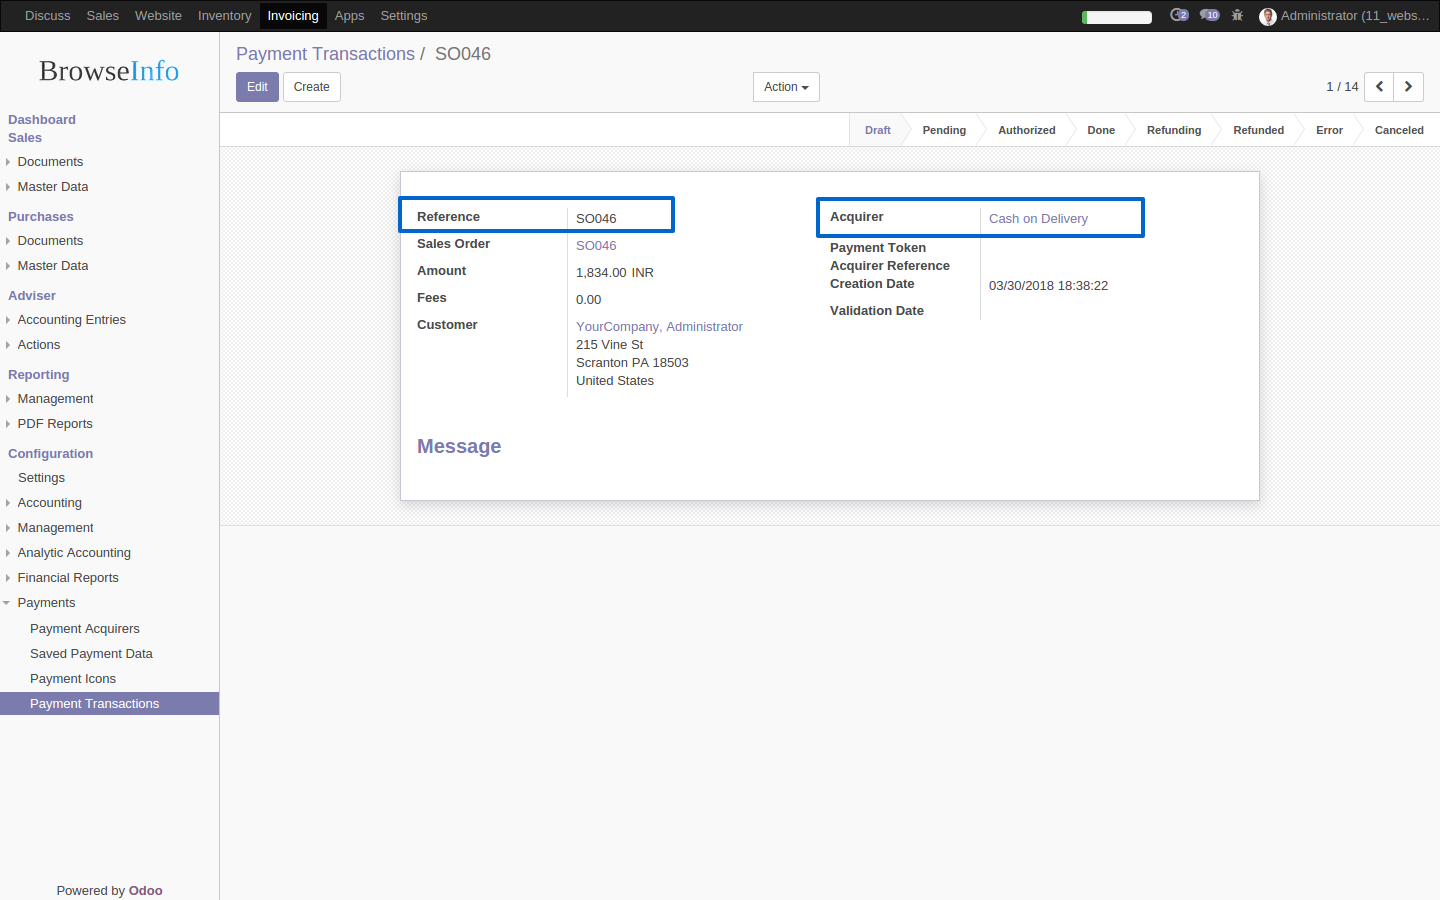 Discuss Sales Website Inventory Invoicing Apps Settings 2 10 Administrator (11_webs...
BrowseInfo
Dashboard
Sales
Documents
Master Data
Purchases
Documents
Master Data
Adviser
Accounting Entries
Actions
Reporting
Management
PDF Reports
Configuration
Settings
Accounting
Management
Analytic Accounting
Financial Reports
Payments
Payment Acquirers
Saved Payment Data
Payment Icons
Payment Transactions
Powered by Odoo
Payment Transactions / SO046
Edit Create Action 1 / 14
Draft Pending Authorized Done Refunding Refunded Error Canceled
Reference SO046
Sales Order SO046
Amount 1,834.00 INR
Fees 0.00
Customer YourCompany, Administrator
215 Vine St
Scranton PA 18503
United States
Acquirer Cash on Delivery
Payment Token
Acquirer Reference
Creation Date 03/30/2018 18:38:22
Validation Date
Message